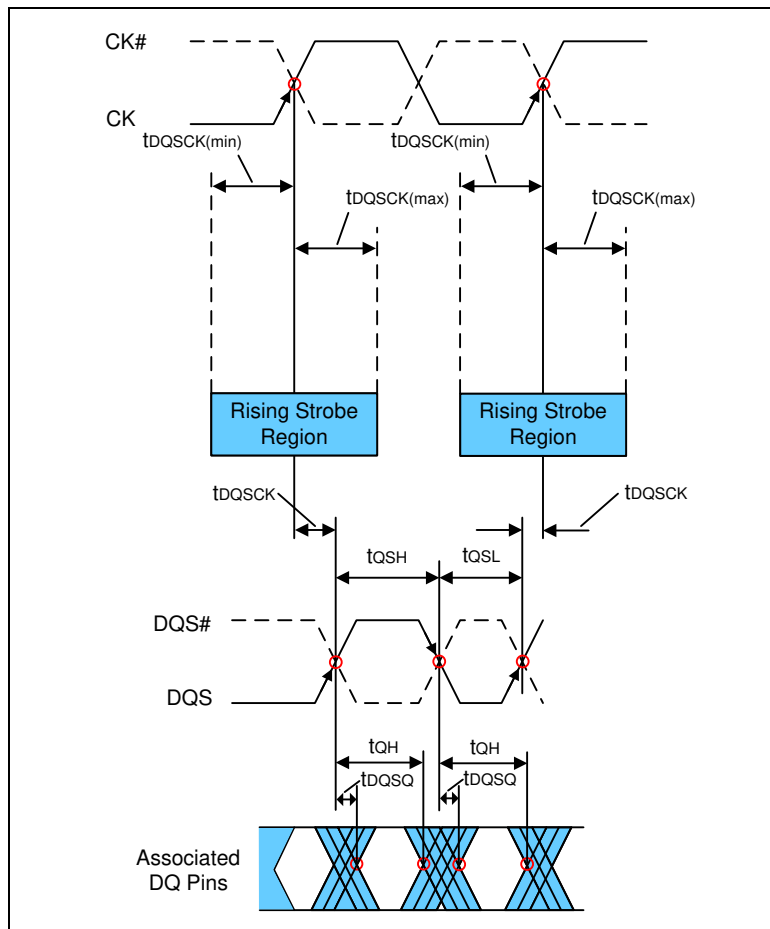 CK#
CK
tDQSCK(min)
tDQSCK(min)
tDQSCK(max)
tDQSCK(max)
Rising Strobe
Region
Rising Strobe
Region
tDQSCK
tDQSCK
tQSH
tQSL
DQS#
DQS
tQH
tQH
tDQSQ
tDQSQ
Associated
DQ Pins